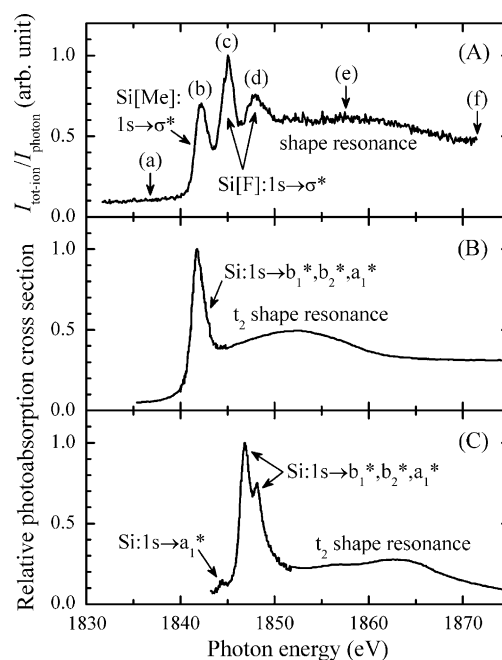 I_tot-ion/I_photon (arb. unit)
1.0
0.5
0.0
(A)
(a)
(b)
(c)
(d)
(e)
(f)
Si[Me]:
1s→σ*
Si[F]:1s→σ*
shape resonance
Relative photoabsorption cross section
1.0
0.5
0.0
(B)
Si:1s→b₁*,b₂*,a₁*
t₂ shape resonance
1.0
0.5
0.0
(C)
Si:1s→b₁*,b₂*,a₁*
Si:1s→a₁*
t₂ shape resonance
1830 1840 1850 1860 1870
Photon energy (eV)